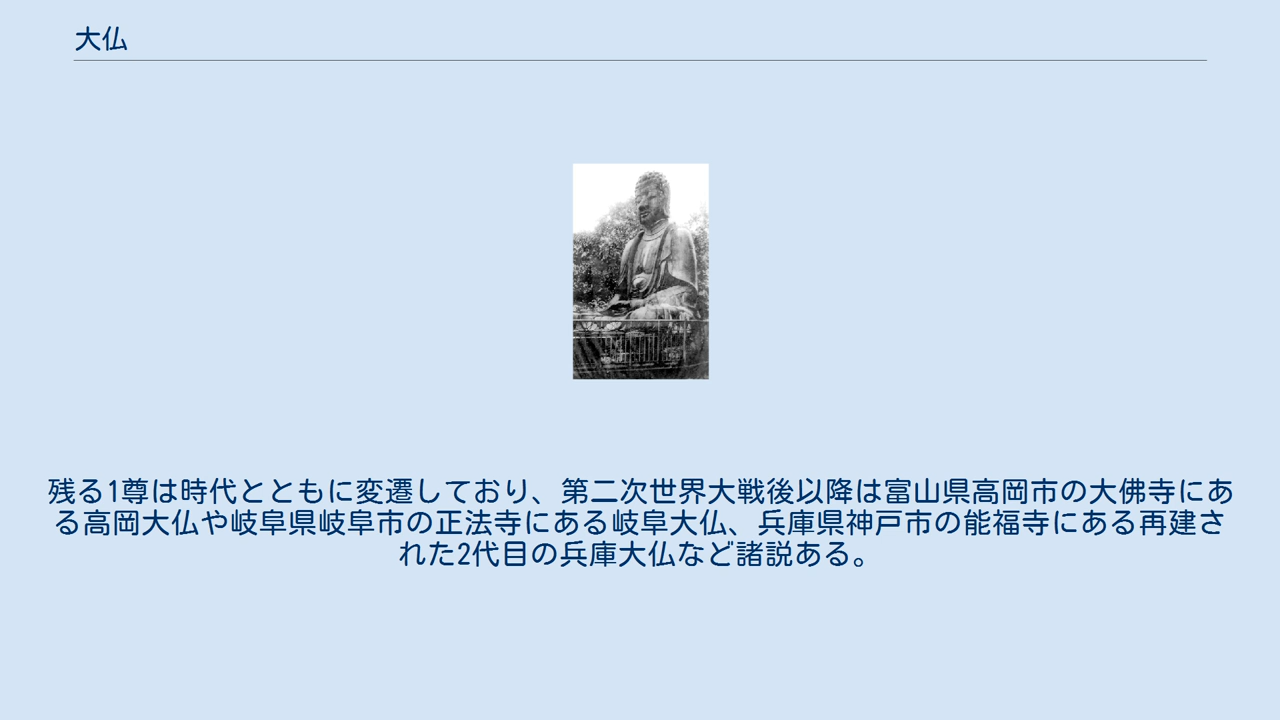 大仏
残る1尊は時代とともに変遷しており、第二次世界大戦後以降は富山県高岡市の大佛寺にあ
る高岡大仏や岐阜県岐阜市の正法寺にある岐阜大仏、兵庫県神戸市の能福寺にある再建さ
れた2代目の兵庫大仏など諸説ある。